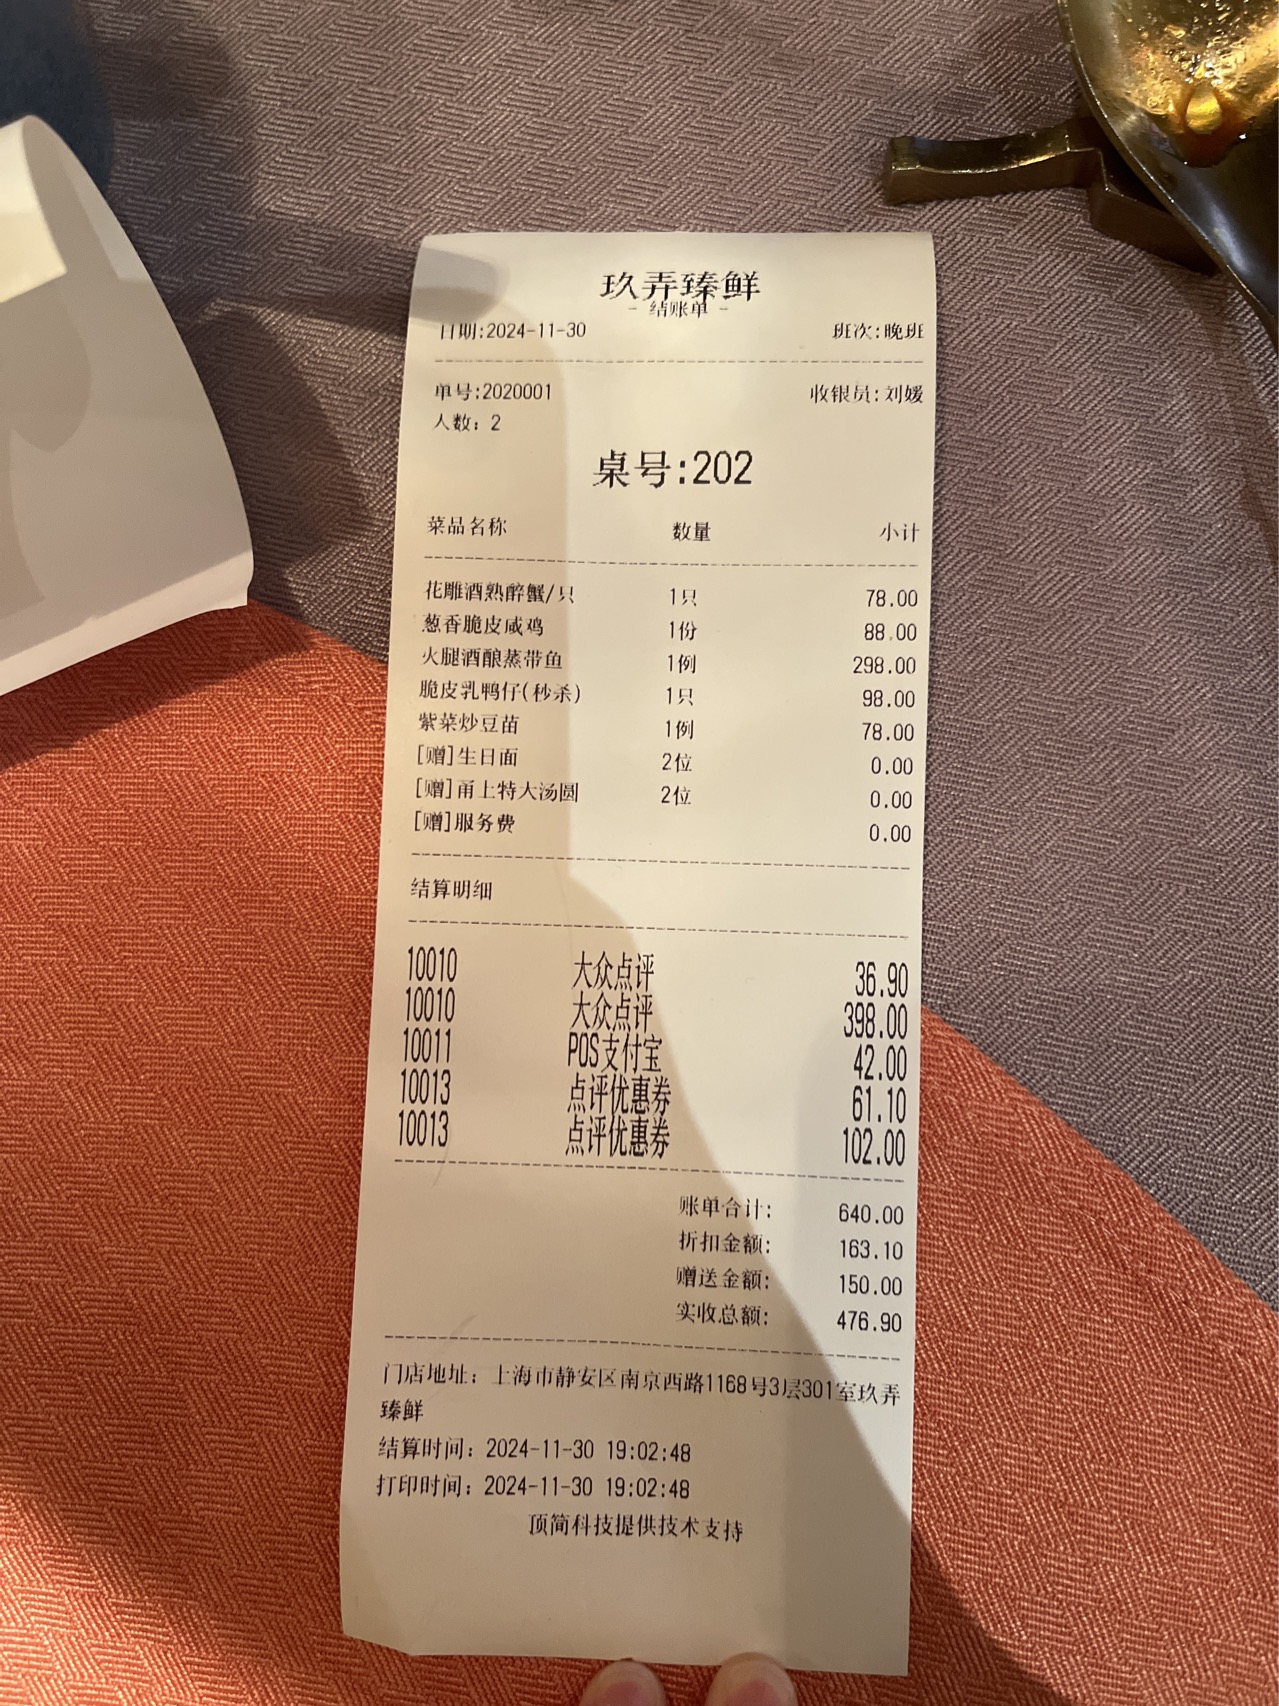 玖弄臻鲜
- 结账单 -
日期:2024-11-30 班次:晚班
单号:2020001 收银员:刘媛
人数: 2
桌号:202
菜品名称 数量 小计
花雕酒熟醉蟹/只 1只 78.00
葱香脆皮咸鸡 1份 88.00
火腿酒酿蒸带鱼 1例 298.00
脆皮乳鸭仔(秒杀) 1只 98.00
紫菜炒豆苗 1例 78.00
[赠]生日面 2位 0.00
[赠]甬上特大汤圆 2位 0.00
[赠]服务费 0.00
结算明细
10010 大众点评 36.90
10010 大众点评 398.00
10011 POS支付宝 42.00
10013 点评优惠券 61.10
10013 点评优惠券 102.00
账单合计: 640.00
折扣金额: 163.10
赠送金额: 150.00
实收总额: 476.90
门店地址: 上海市静安区南京西路1168号3层301室玖弄
臻鲜
结算时间: 2024-11-30 19:02:48
打印时间: 2024-11-30 19:02:48
顶简科技提供技术支持